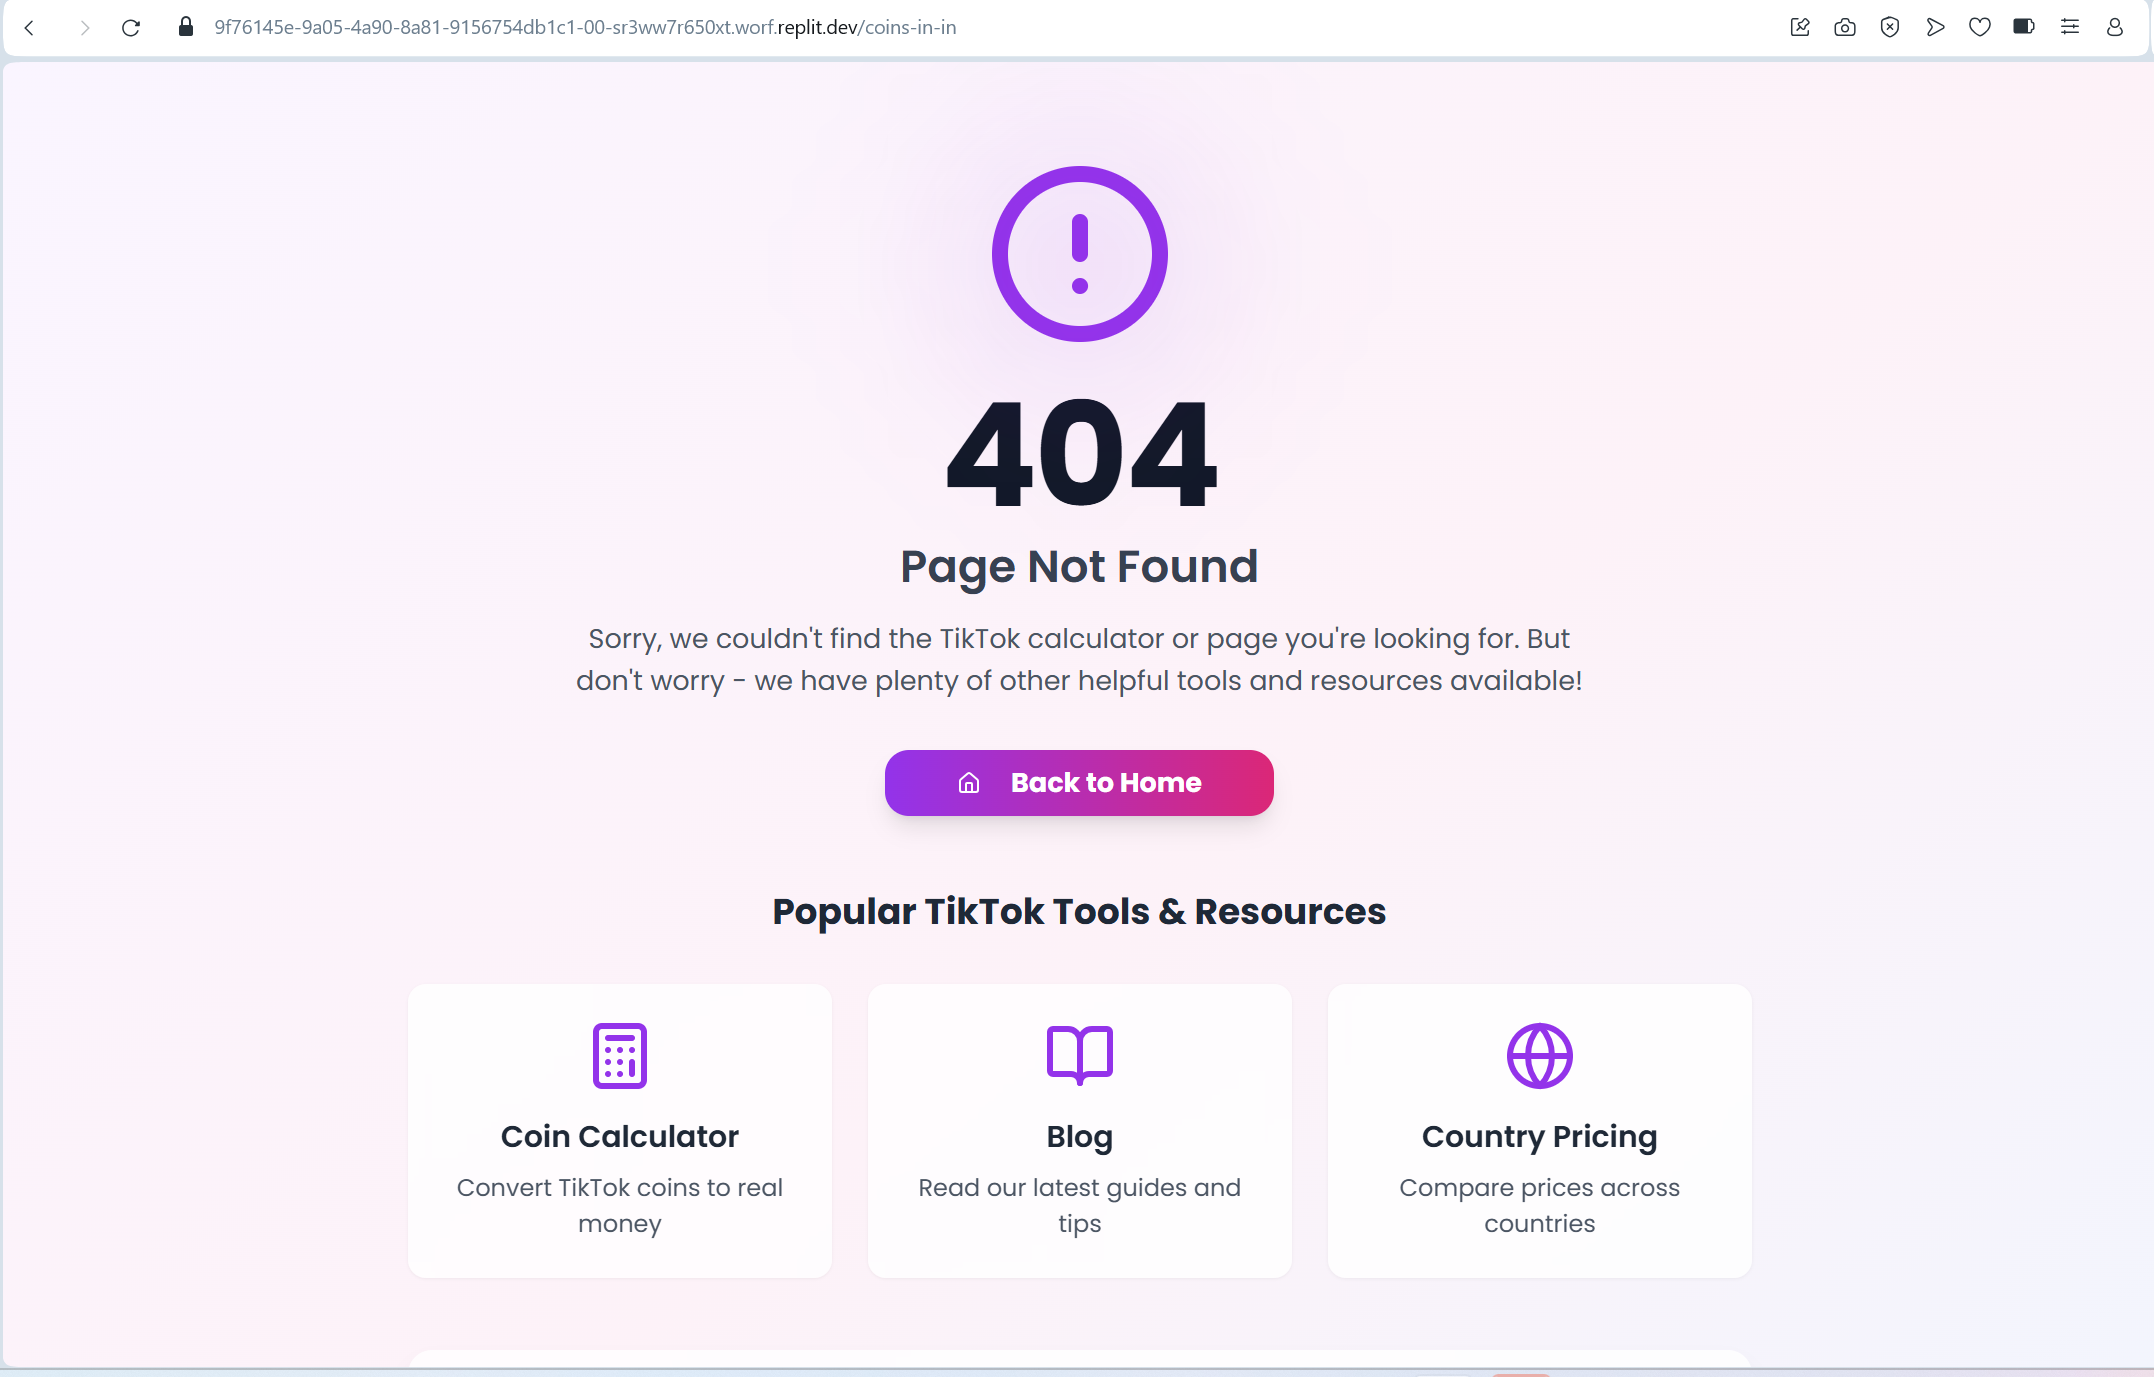 9f76145e-9a05-4a90-8a81-9156754db1c1-00-sr3ww7r650xt.worf.replit.dev/coins-in-in
404
Page Not Found
Sorry, we couldn't find the TikTok calculator or page you're looking for. But
don't worry - we have plenty of other helpful tools and resources available!
Back to Home
Popular TikTok Tools & Resources
Coin Calculator
Convert TikTok coins to real
money
Blog
Read our latest guides and
tips
Country Pricing
Compare prices across
countries